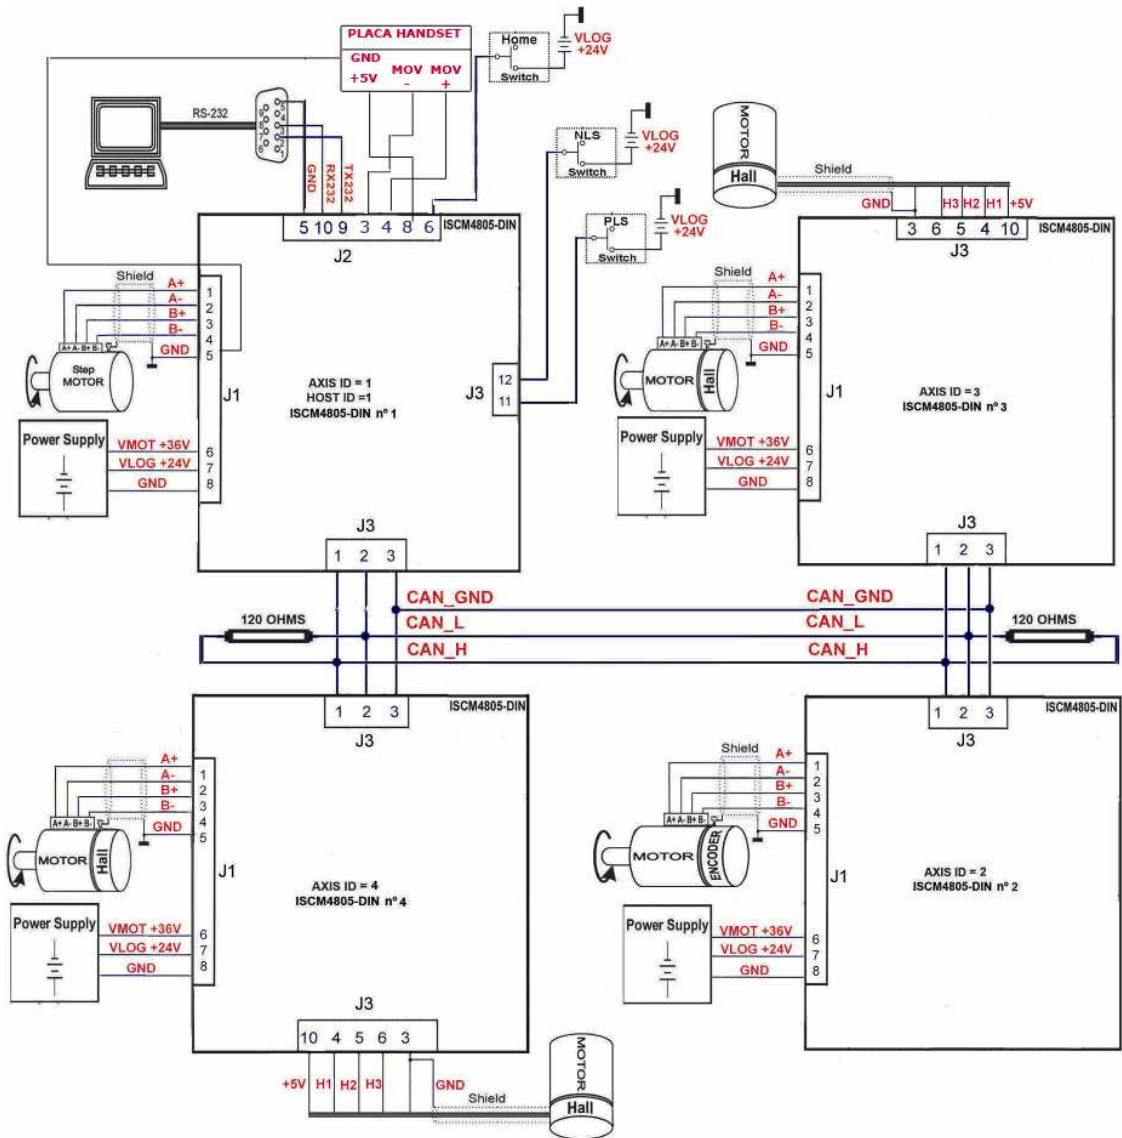 PLACA HANDSET
GND
+5V
MOV
-
MOV
+
Home
Switch
VLOG
+24V
NLS
Switch
VLOG
+24V
PLS
Switch
VLOG
+24V
RS-232
5
9
4
8
3
7
2
6
1
GND
RX232
TX232
5 10 9 3 4 8 6
ISCM4805-DIN
J2
Shield
A+
A-
B+
B-
GND
1
2
3
4
5
A+ A- B+ B-
Step
MOTOR
J1
AXIS ID = 1
HOST ID =1
ISCM4805-DIN nº 1
J3
12
11
Power Supply
VMOT +36V
VLOG +24V
GND
6
7
8
J3
1 2 3
MOTOR
Hall
Shield
GND
H3
H2
H1
+5V
3 6 5 4 10
ISCM4805-DIN
J3
Shield
A+
A-
B+
B-
GND
1
2
3
4
5
A+ A- B+ B-
MOTOR
Hall
J1
AXIS ID = 3
ISCM4805-DIN nº 3
Power Supply
VMOT +36V
VLOG +24V
GND
6
7
8
J3
1 2 3
CAN_GND
CAN_GND
120 OHMS
CAN_L
CAN_L
120 OHMS
CAN_H
CAN_H
1 2 3
ISCM4805-DIN
J3
Shield
A+
A-
B+
B-
GND
1
2
3
4
5
A+ A- B+ B-
MOTOR
Hall
J1
AXIS ID = 4
ISCM4805-DIN nº 4
Power Supply
VMOT +36V
VLOG +24V
GND
6
7
8
J3
10 4 5 6 3
+5V
H1
H2
H3
GND
Shield
MOTOR
Hall
1 2 3
ISCM4805-DIN
J3
Shield
A+
A-
B+
B-
GND
1
2
3
4
5
A+ A- B+ B-
MOTOR
ENCODER
J1
AXIS ID = 2
ISCM4805-DIN nº 2
Power Supply
VMOT +36V
VLOG +24V
GND
6
7
8